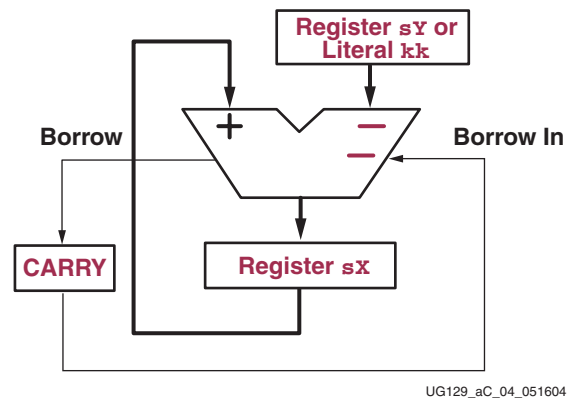 Register sY or
Literal kk
+
Borrow
Borrow In
CARRY
Register sX
UG129_aC_04_051604